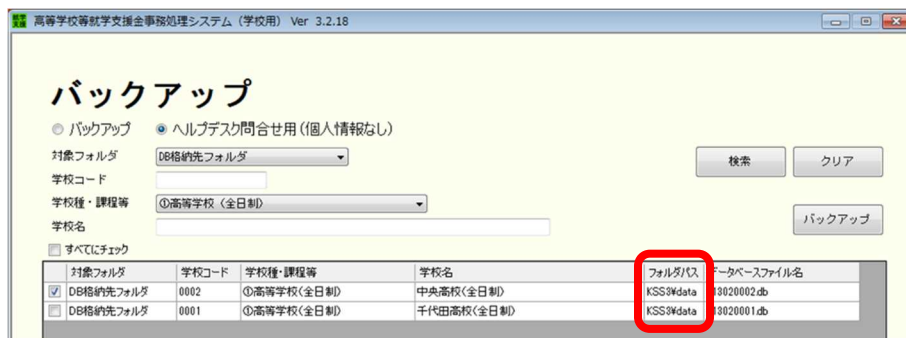 就学支援 高等学校等就学支援金事務処理システム（学校用） Ver 3.2.18
バックアップ
バックアップ ヘルプデスク問合せ用（個人情報なし）
対象フォルダ DB格納先フォルダ 検索 クリア
学校コード
学校種・課程等 ①高等学校（全日制）
学校名 バックアップ
すべてにチェック
対象フォルダ 学校コード 学校種・課程等 学校名 フォルダパス データベースファイル名
DB格納先フォルダ 0002 ①高等学校（全日制） 中央高校（全日制） KSS3¥data 13020002.db
DB格納先フォルダ 0001 ①高等学校（全日制） 千代田高校（全日制） KSS3¥data 13020001.db